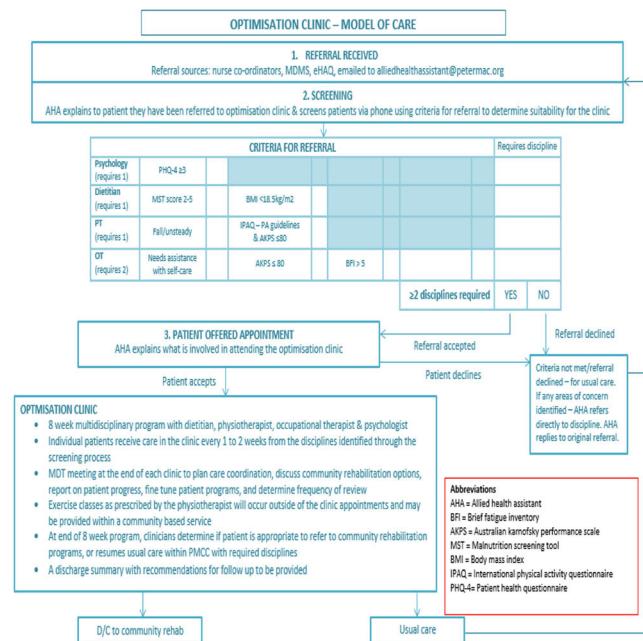 OPTIMISATION CLINIC – MODEL OF CARE
1. REFERRAL RECEIVED
Referral sources: nurse co-ordinators, MDMS, eHAQ, emailed to alliedhealthassistant@petermac.org
2. SCREENING
AHA explains to patient they have been referred to optimisation clinic & screens patients via phone using criteria for referral to determine suitability for the clinic
CRITERIA FOR REFERRAL
Requires discipline
Psychology
(requires 1)
PHQ-4 ≥3
Dietitian
(requires 1)
MST score 2-5
BMI <18.5kg/m2
PT
(requires 1)
Fall/unsteady
IPAQ – PA guidelines
& AKPS ≤80
OT
(requires 2)
Needs assistance
with self-care
AKPS ≤ 80
BFI > 5
≥2 disciplines required
YES
NO
3. PATIENT OFFERED APPOINTMENT
AHA explains what is involved in attending the optimisation clinic
Referral accepted
Referral declined
Patient accepts
Patient declines
Criteria not met/referral
declined – for usual care.
If any areas of concern
identified – AHA refers
directly to discipline. AHA
replies to original referral.
OPTMISATION CLINIC
• 8 week multidisciplinary program with dietitian, physiotherapist, occupational therapist & psychologist
• Individual patients receive care in the clinic every 1 to 2 weeks from the disciplines identified through the
screening process
• MDT meeting at the end of each clinic to plan care coordination, discuss community rehabilitation options,
report on patient progress, fine tune patient programs, and determine frequency of review
• Exercise classes as prescribed by the physiotherapist will occur outside of the clinic appointments and may
be provided within a community based service
• At end of 8 week program, clinicians determine if patient is appropriate to refer to community rehabilitation
programs, or resumes usual care within PMCC with required disciplines
• A discharge summary with recommendations for follow up to be provided
Abbreviations
AHA = Allied health assistant
BFI = Brief fatigue inventory
AKPS = Australian karnofsky performance scale
MST = Malnutrition screening tool
BMI = Body mass index
IPAQ = International physical activity questionnaire
PHQ-4= Patient health questionnaire
D/C to community rehab
Usual care